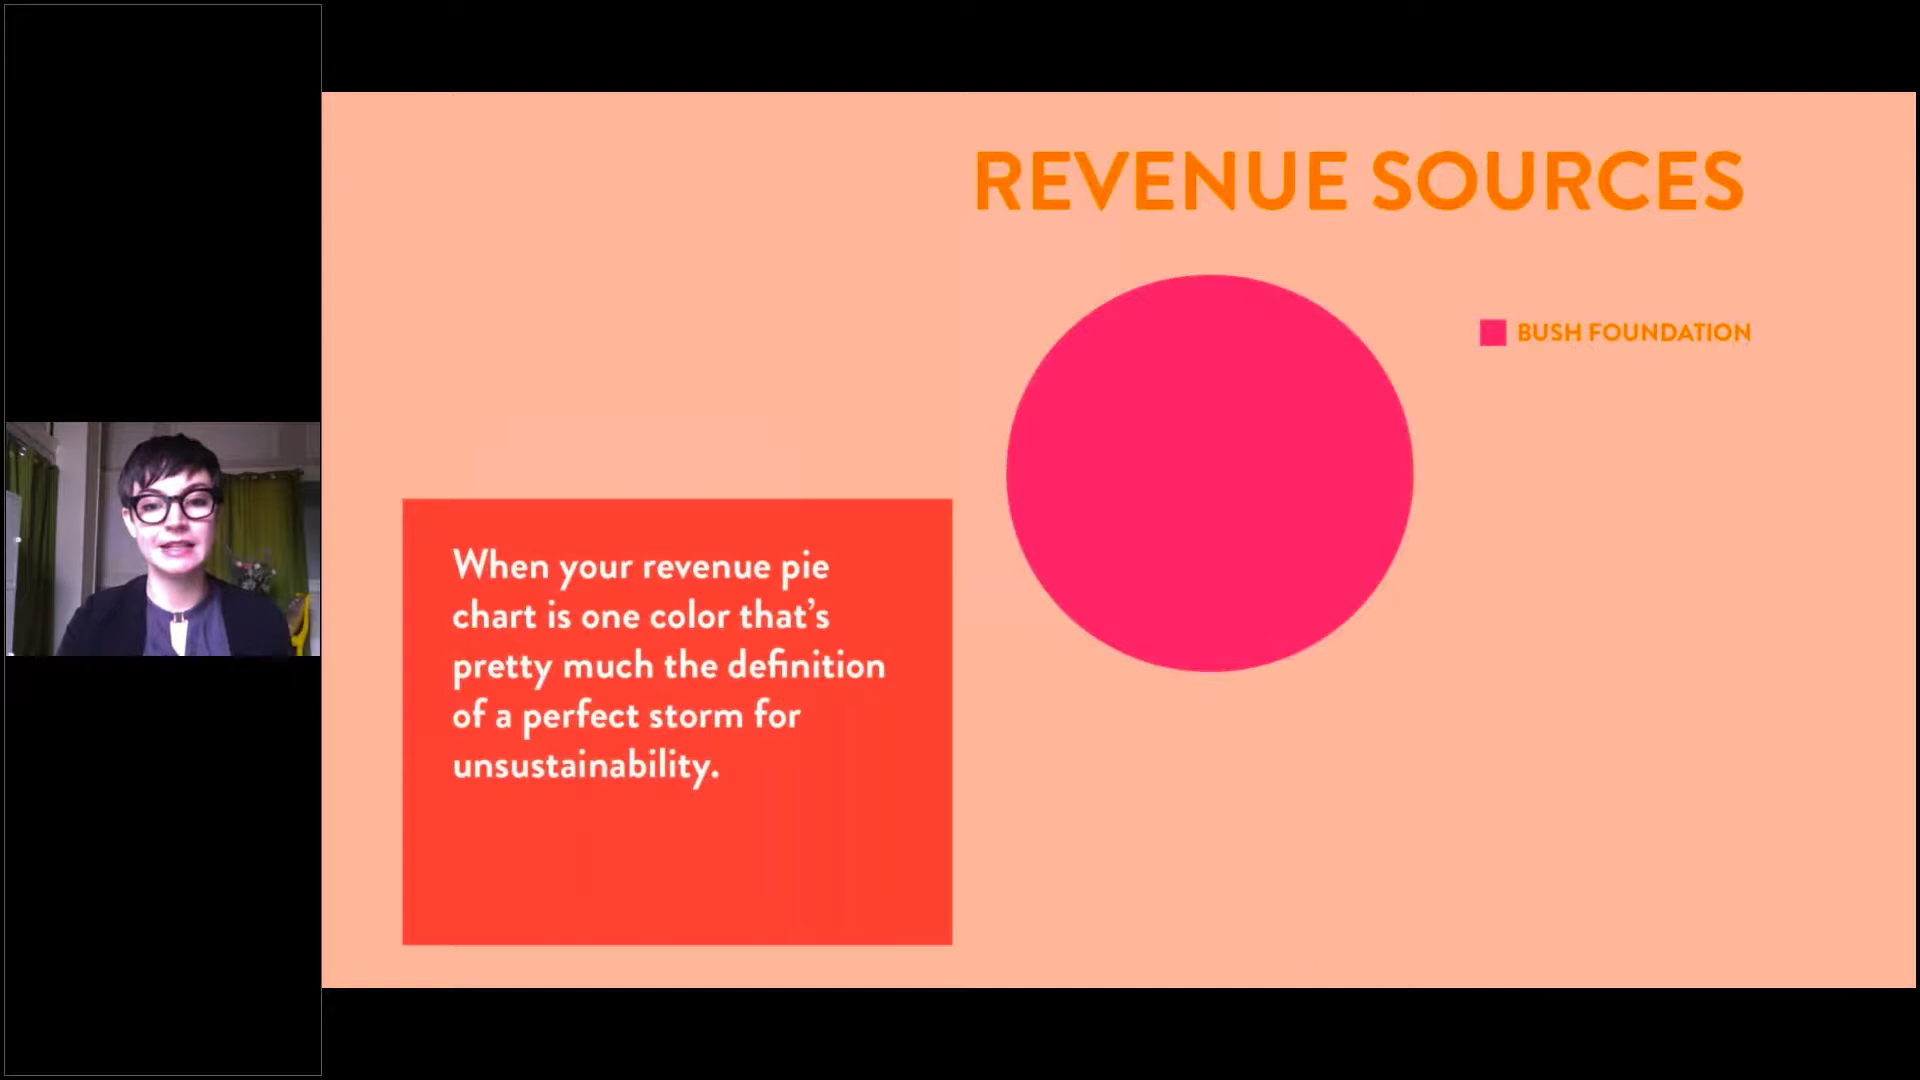 REVENUE SOURCES
BUSH FOUNDATION
When your revenue pie
chart is one color that’s
pretty much the definition
of a perfect storm for
unsustainability.